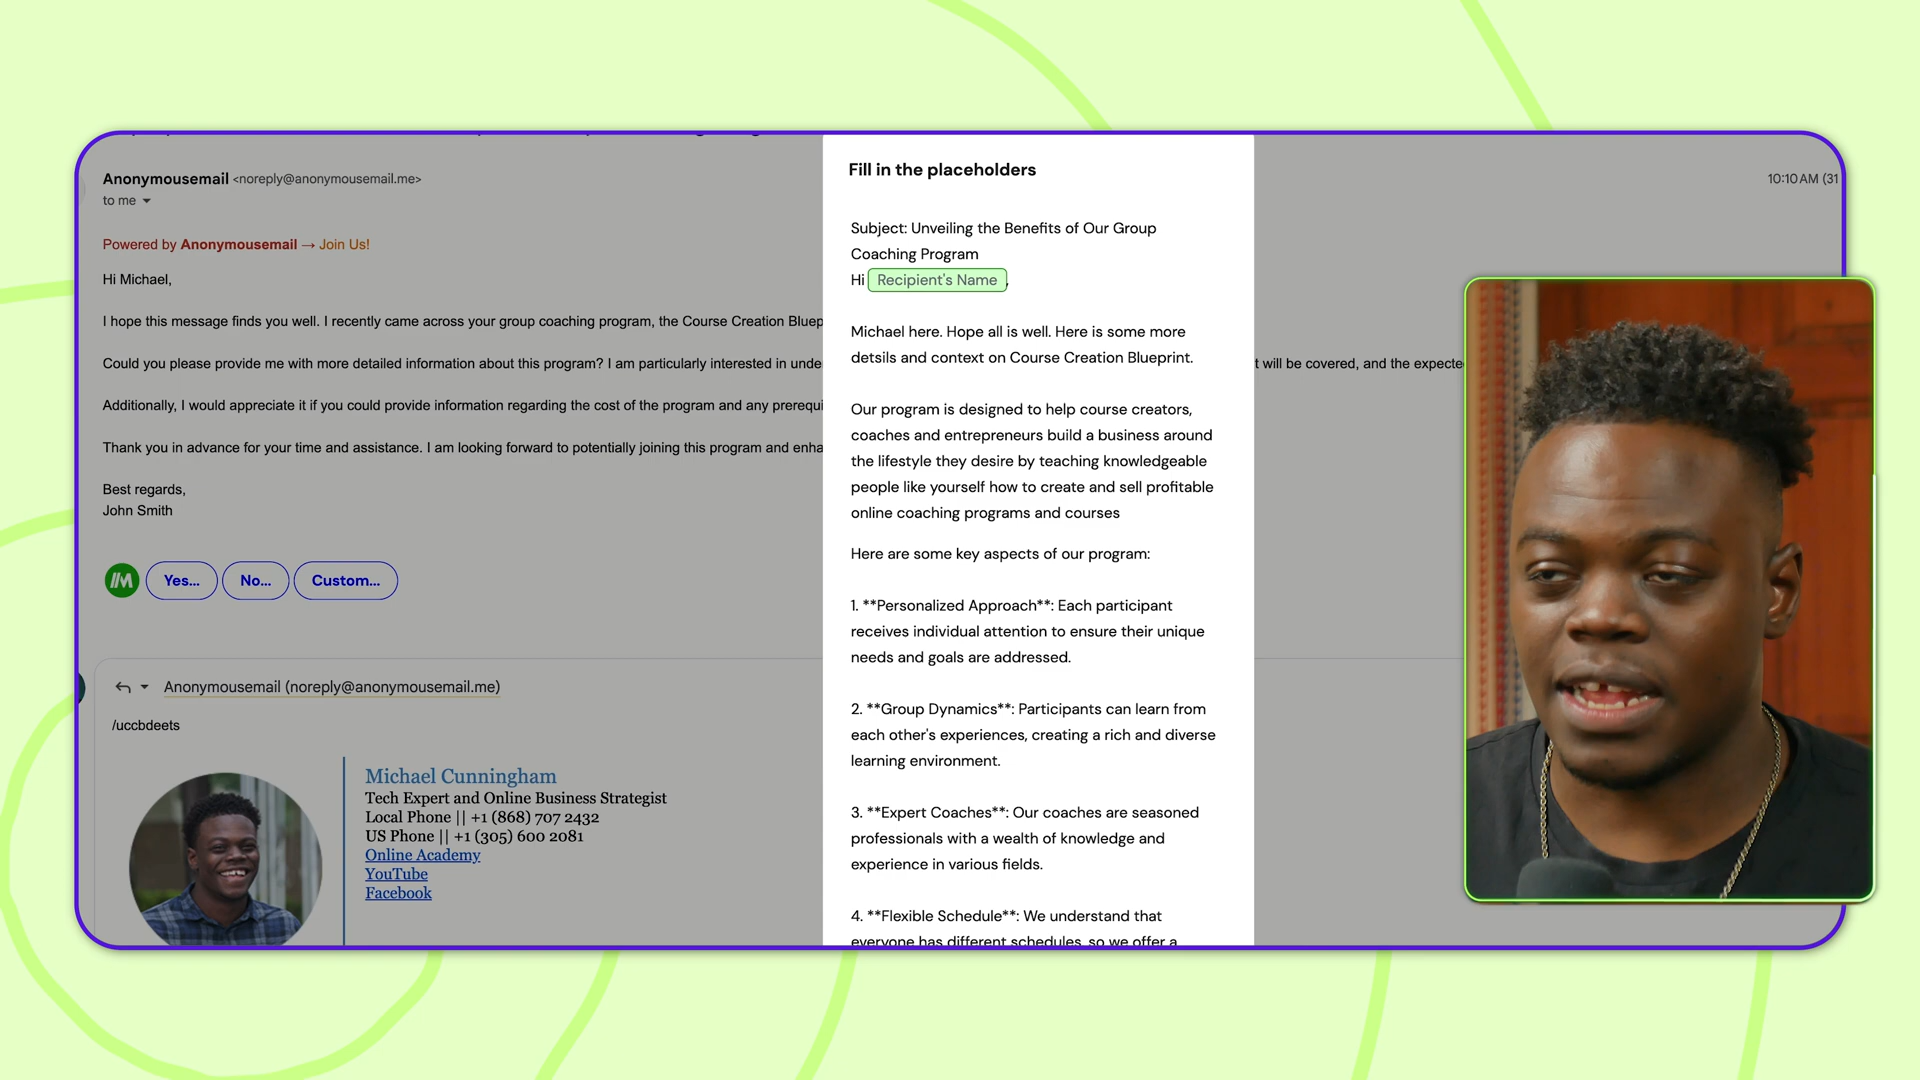 Anonymousemail <noreply@anonymousemail.me>
to me
10:10 AM (31
Powered by Anonymousemail → Join Us!
Hi Michael,
I hope this message finds you well. I recently came across your group coaching program, the Course Creation Bluep
Could you please provide me with more detailed information about this program? I am particularly interested in unde
t will be covered, and the expecte
Additionally, I would appreciate it if you could provide information regarding the cost of the program and any prerequi
Thank you in advance for your time and assistance. I am looking forward to potentially joining this program and enha
Best regards,
John Smith
Yes...
No...
Custom...
Anonymousemail (noreply@anonymousemail.me)
/uccbdeets
Michael Cunningham
Tech Expert and Online Business Strategist
Local Phone || +1 (868) 707 2432
US Phone || +1 (305) 600 2081
Online Academy
YouTube
Facebook
Fill in the placeholders
Subject: Unveiling the Benefits of Our Group
Coaching Program
Hi Recipient's Name,
Michael here. Hope all is well. Here is some more
detsils and context on Course Creation Blueprint.
Our program is designed to help course creators,
coaches and entrepreneurs build a business around
the lifestyle they desire by teaching knowledgeable
people like yourself how to create and sell profitable
online coaching programs and courses
Here are some key aspects of our program:
1. **Personalized Approach**: Each participant
receives individual attention to ensure their unique
needs and goals are addressed.
2. **Group Dynamics**: Participants can learn from
each other's experiences, creating a rich and diverse
learning environment.
3. **Expert Coaches**: Our coaches are seasoned
professionals with a wealth of knowledge and
experience in various fields.
4. **Flexible Schedule**: We understand that
everyone has different schedules, so we offer a